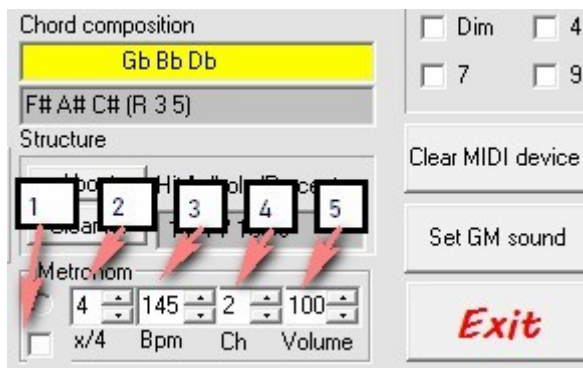 Chord composition
Gb Bb Db
F# A# C# (R 3 5)
Structure
1 2 3 4 5
Metronom
4 145 2 100
x/4 Bpm Ch Volume
Dim 4
7 9
Clear MIDI device
Set GM sound
Exit